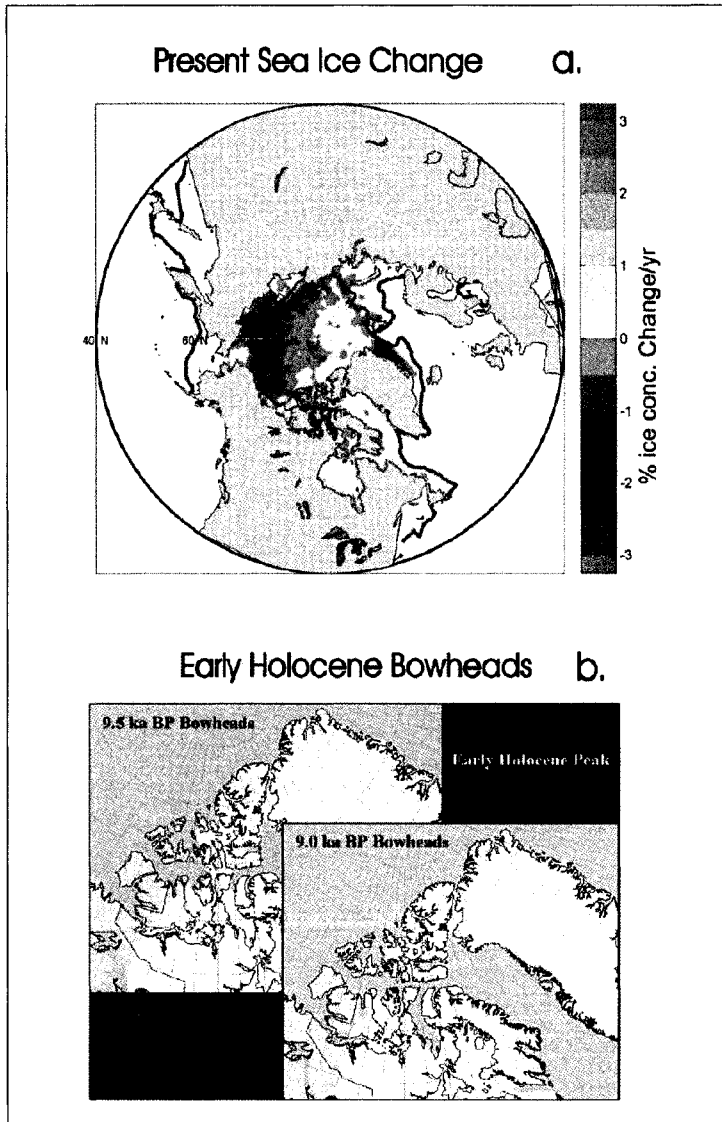 Present Sea Ice Change a.
40° N
60° N
3
2
1
0
-1
-2
-3
% ice conc. Change/yr
Early Holocene Bowheads b.
9.5 ka BP Bowheads
Early Holocene Peak
9.0 ka BP Bowheads